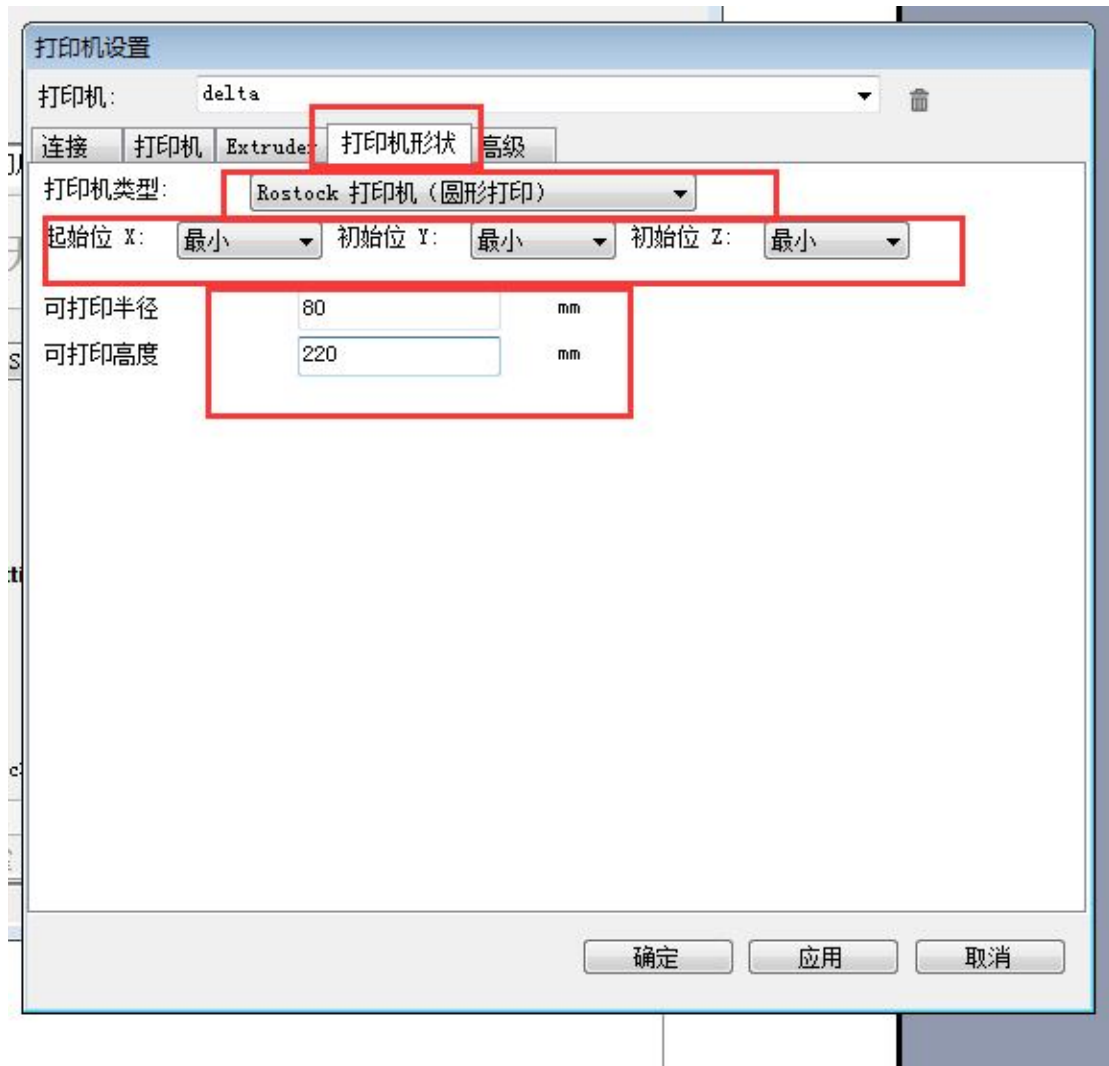 打印机设置
打印机: delta
连接 打印机 Extruder 打印机形状 高级
打印机类型: Rostock 打印机（圆形打印）
起始位 X: 最小 初始位 Y: 最小 初始位 Z: 最小
可打印半径 80 mm
可打印高度 220 mm
确定 应用 取消